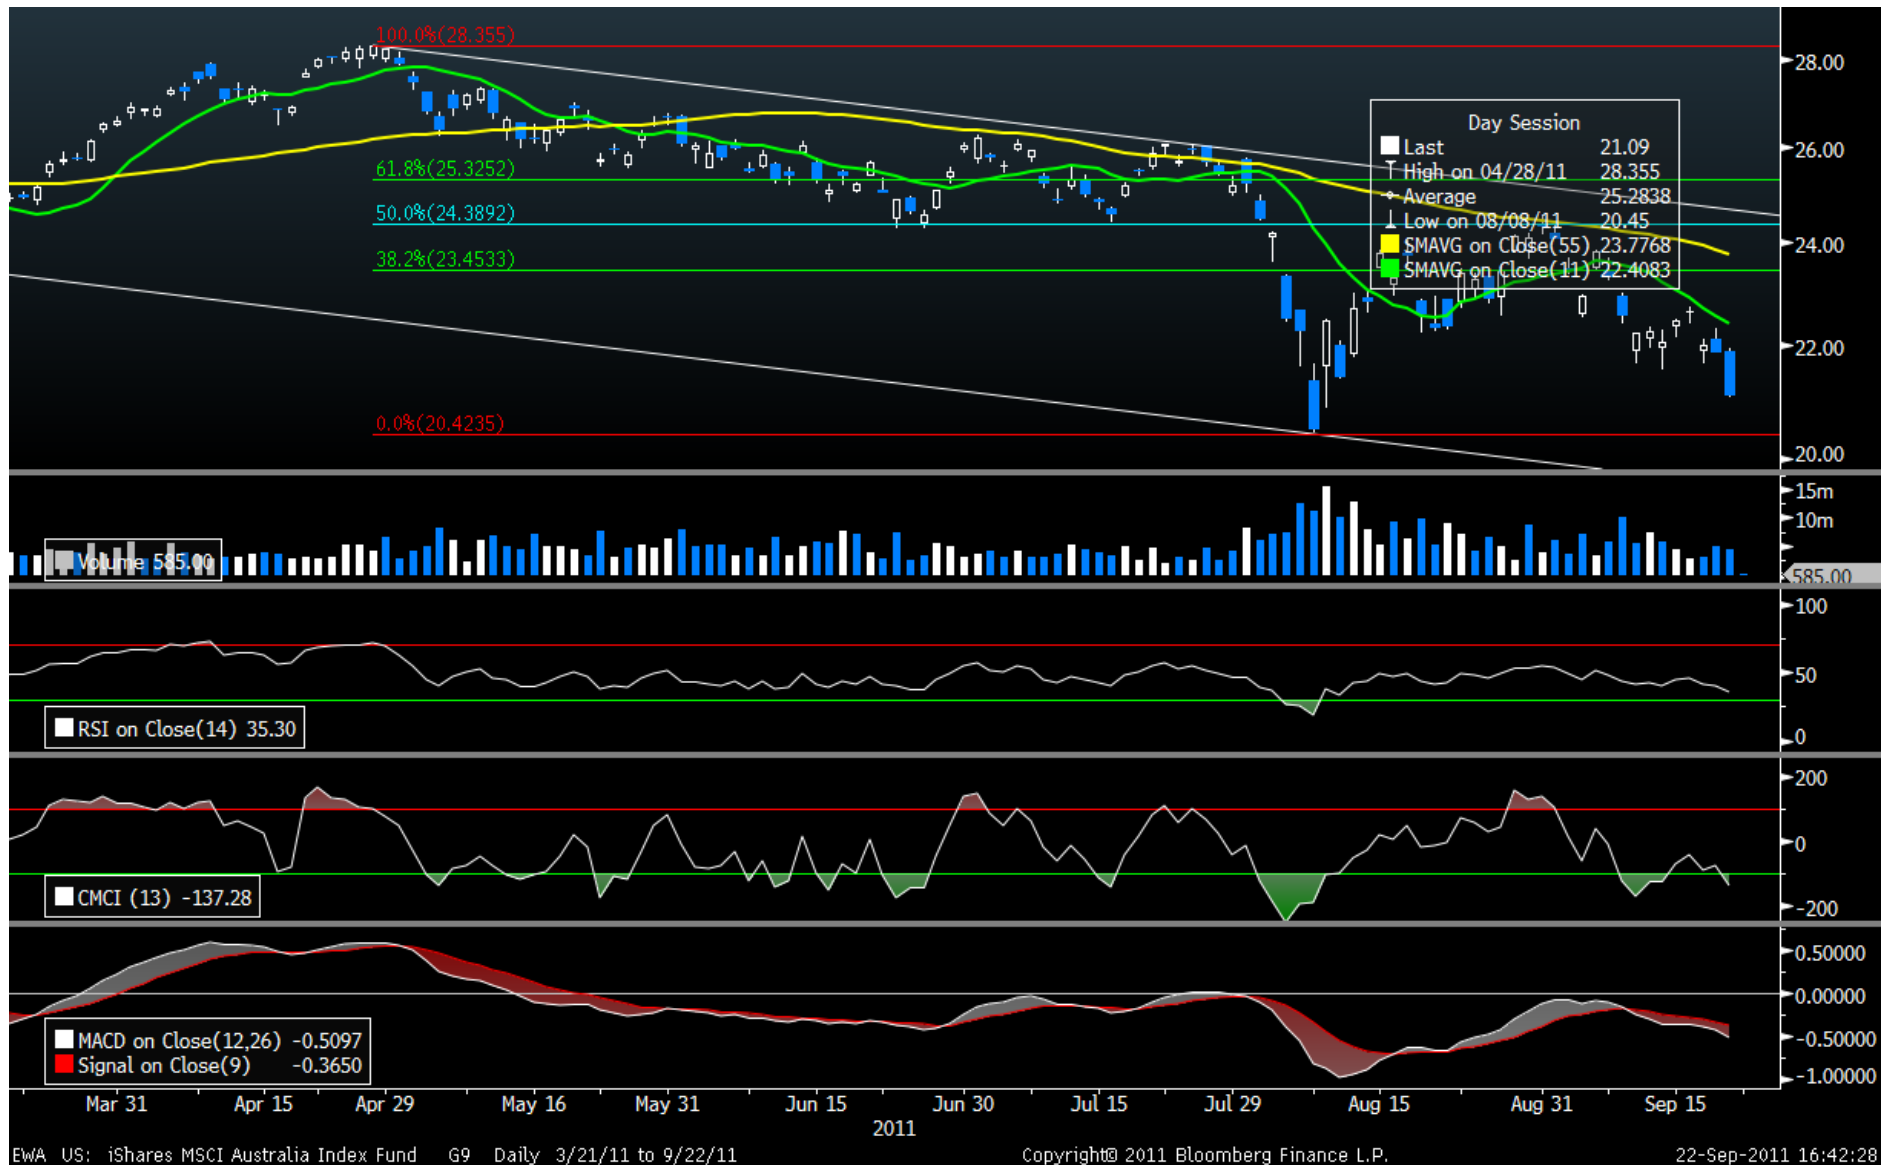 100.0%(28.355)
28.00
Day Session
Last 21.09
High on 04/28/11 28.355
Average 25.2838
Low on 08/08/11 20.45
SMAVG on Close(55) 23.7768
SMAVG on Close(11) 22.4083
26.00
61.8%(25.3252)
50.0%(24.3892)
24.00
38.2%(23.4533)
22.00
0.0%(20.4235)
20.00
15m
10m
Volume 585.00
585.00
100
50
RSI on Close(14) 35.30
0
200
0
CMCI (13) -137.28
-200
0.50000
0.00000
MACD on Close(12,26) -0.5097
-0.50000
Signal on Close(9) -0.3650
-1.00000
Mar 31 Apr 15 Apr 29 May 16 May 31 Jun 15 Jun 30 Jul 15 Jul 29 Aug 15 Aug 31 Sep 15
2011
EWA US: iShares MSCI Australia Index Fund G9 Daily 3/21/11 to 9/22/11 Copyright© 2011 Bloomberg Finance L.P. 22-Sep-2011 16:42:28